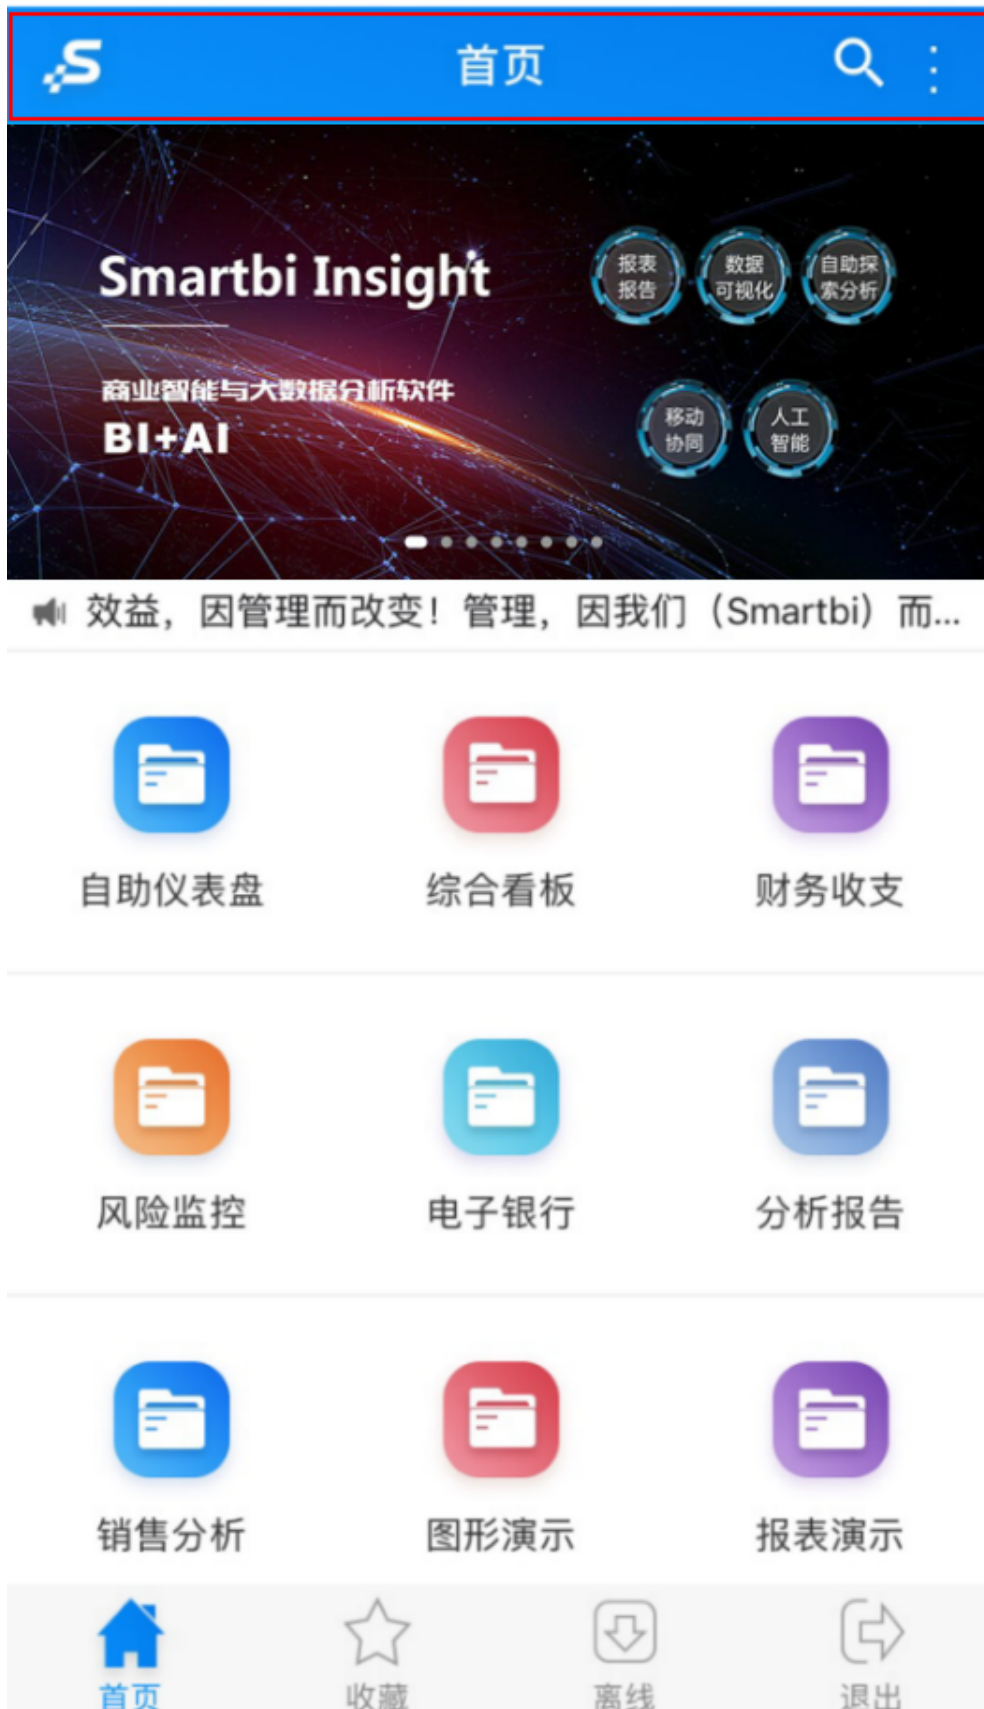 S
首页
Smartbi Insight
报表
报告
数据
可视化
自助探
索分析
商业智能与大数据分析软件
BI+AI
移动
协同
人工
智能
效益，因管理而改变！管理，因我们（Smartbi）而...
自助仪表盘 综合看板 财务收支
风险监控 电子银行 分析报告
销售分析 图形演示 报表演示
首页 收藏 离线 退出